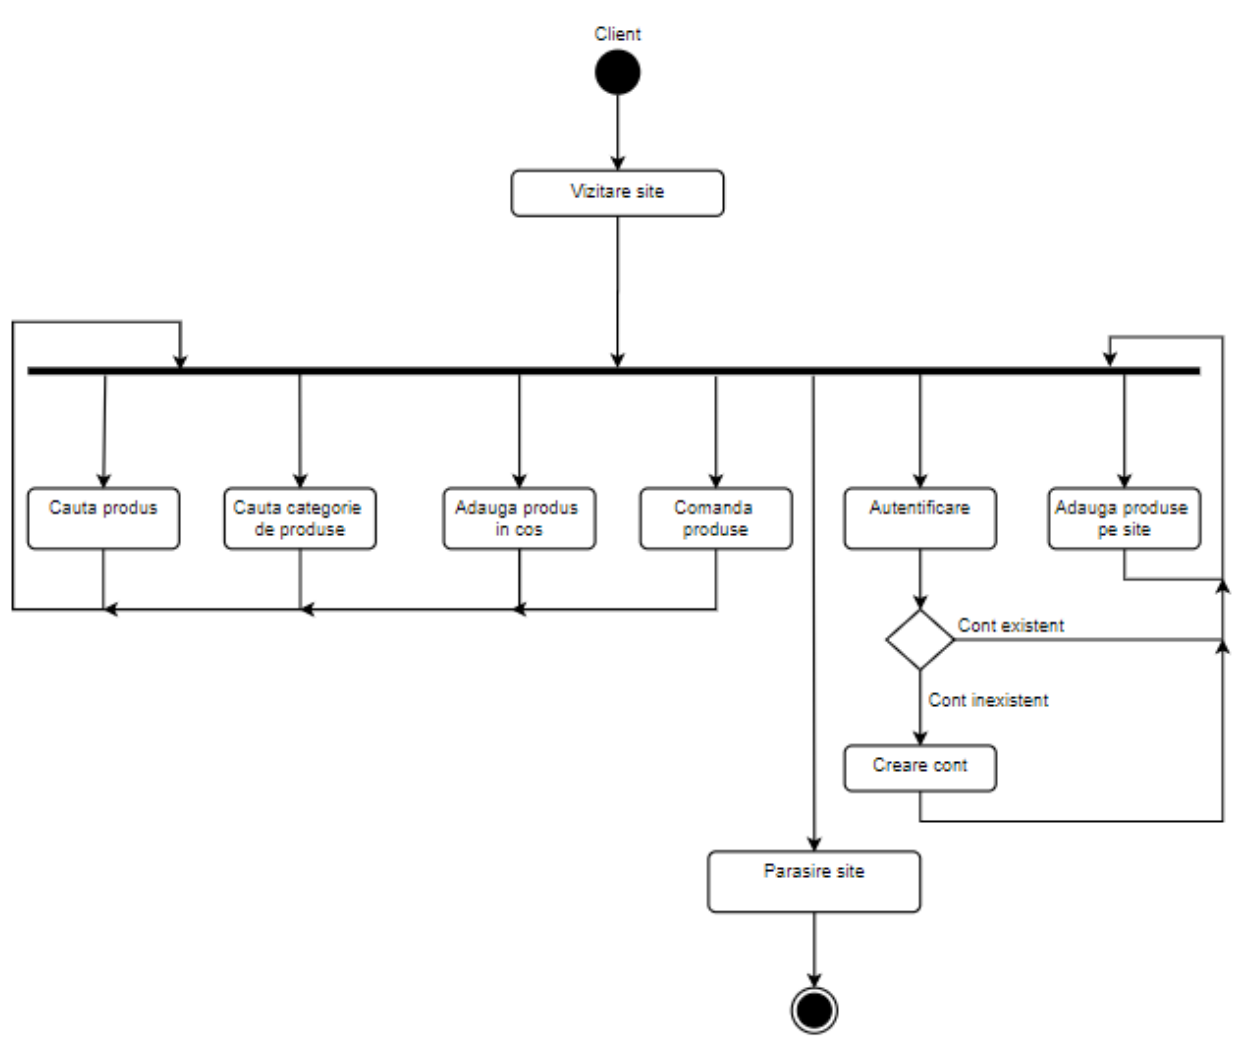 Client
Vizitare site
Cauta produs
Cauta categorie
de produse
Adauga produs
in cos
Comanda
produse
Autentificare
Adauga produse
pe site
Cont existent
Cont inexistent
Creare cont
Parasire site